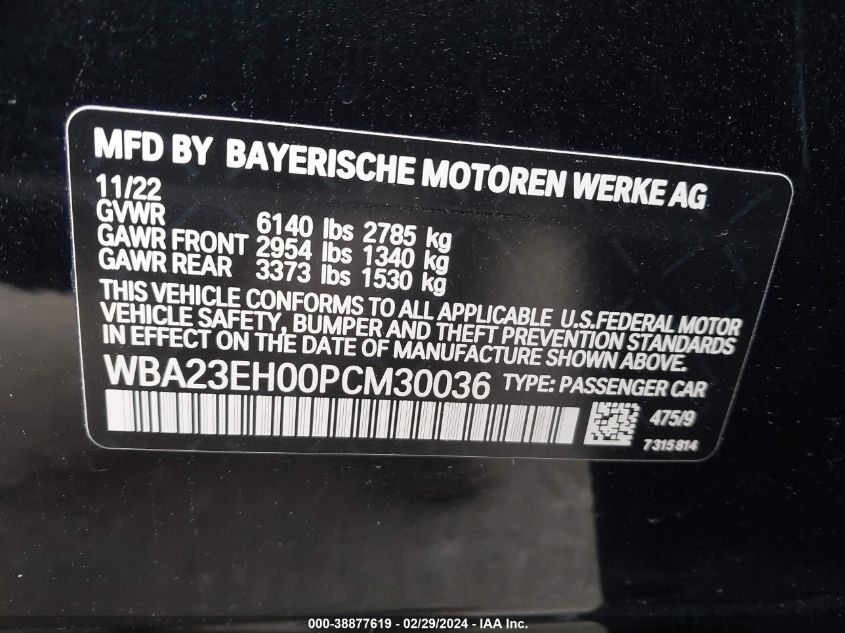 MFD BY BAYERISCHE MOTOREN WERKE AG
11/22
GVWR 6140 lbs 2785 kg
GAWR FRONT 2954 lbs 1340 kg
GAWR REAR 3373 lbs 1530 kg
THIS VEHICLE CONFORMS TO ALL APPLICABLE U.S.FEDERAL MOTOR
VEHICLE SAFETY, BUMPER AND THEFT PREVENTION STANDARDS
IN EFFECT ON THE DATE OF MANUFACTURE SHOWN ABOVE.
WBA23EH00PCM30036 TYPE: PASSENGER CAR
475/9
7315814
000-38877619 - 02/29/2024 - IAA Inc.